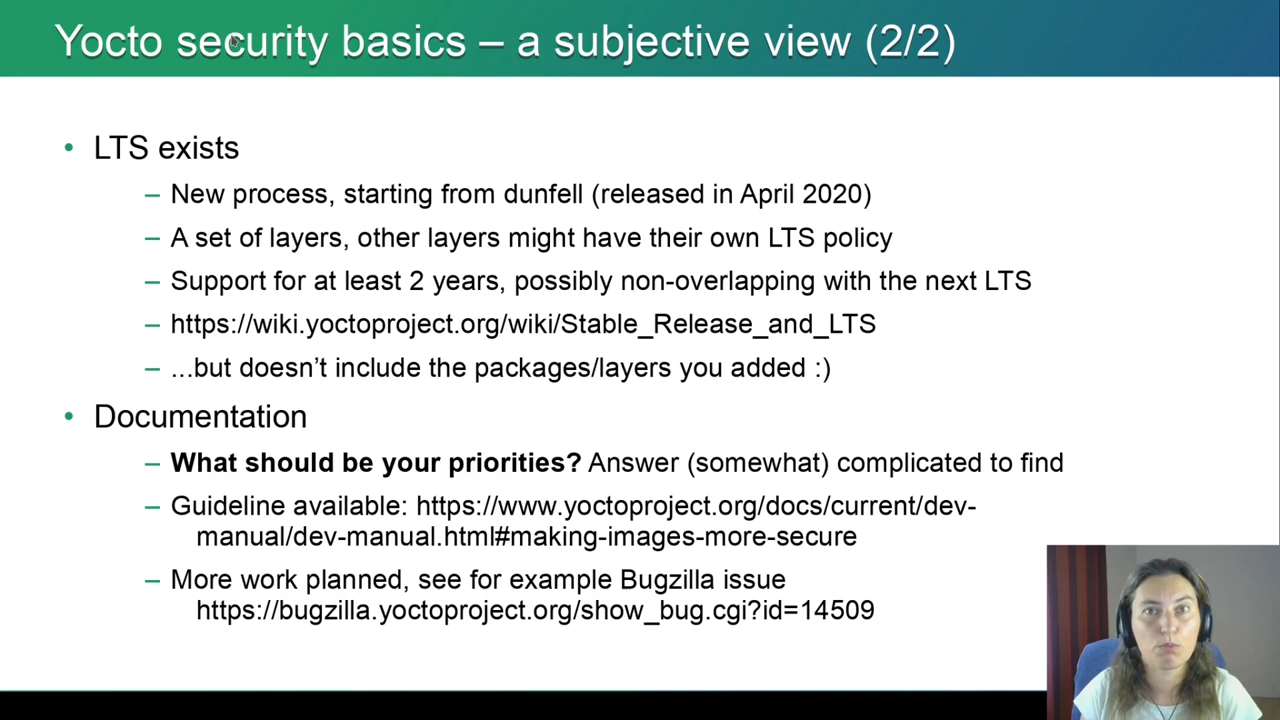 Yocto security basics – a subjective view (2/2)
• LTS exists
– New process, starting from dunfell (released in April 2020)
– A set of layers, other layers might have their own LTS policy
– Support for at least 2 years, possibly non-overlapping with the next LTS
– https://wiki.yoctoproject.org/wiki/Stable_Release_and_LTS
– ...but doesn’t include the packages/layers you added :)
• Documentation
– What should be your priorities? Answer (somewhat) complicated to find
– Guideline available: https://www.yoctoproject.org/docs/current/dev-
manual/dev-manual.html#making-images-more-secure
– More work planned, see for example Bugzilla issue
https://bugzilla.yoctoproject.org/show_bug.cgi?id=14509